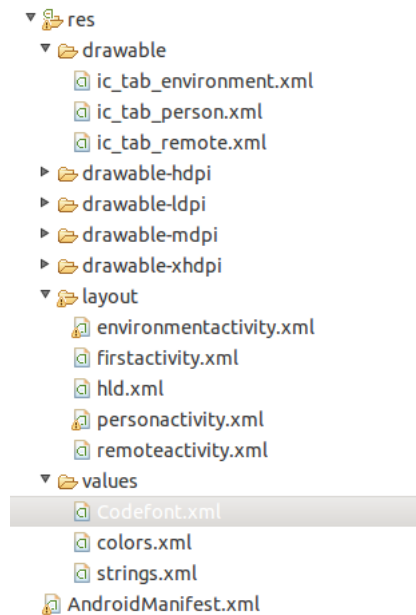 res
drawable
ic_tab_environment.xml
ic_tab_person.xml
ic_tab_remote.xml
drawable-hdpi
drawable-ldpi
drawable-mdpi
drawable-xhdpi
layout
environmentactivity.xml
firstactivity.xml
hld.xml
personactivity.xml
remoteactivity.xml
values
Codefont.xml
colors.xml
strings.xml
AndroidManifest.xml